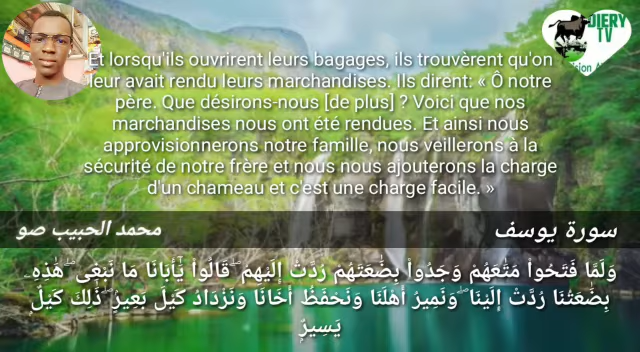 DIERY
TV
Et lorsqu'ils ouvrirent leurs bagages, ils trouvèrent qu'on
leur avait rendu leurs marchandises. Ils dirent: « Ô notre
père. Que désirons-nous [de plus] ? Voici que nos
marchandises nous ont été rendues. Et ainsi nous
approvisionnerons notre famille, nous veillerons à la
sécurité de notre frère et nous nous ajouterons la charge
d'un chameau et c'est une charge facile. »
سورة يوسف
محمد الحبيب صو
وَلَمَّا فَتَحُوا۟ مَتَٰعَهُمْ وَجَدُوا۟ بِضَٰعَتَهُمْ رُدَّتْ إِلَيْهِمْ ۖ قَالُوا۟ يَٰٓأَبَانَا مَا نَبْغِى ۖ هَٰذِهِۦ
بِضَٰعَتُنَا رُدَّتْ إِلَيْنَا ۖ وَنَمِيرُ أَهْلَنَا وَنَحْفَظُ أَخَانَا وَنَزْدَادُ كَيْلَ بَعِيرٍ ۖ ذَٰلِكَ كَيْلٌ
يَسِيرٌ